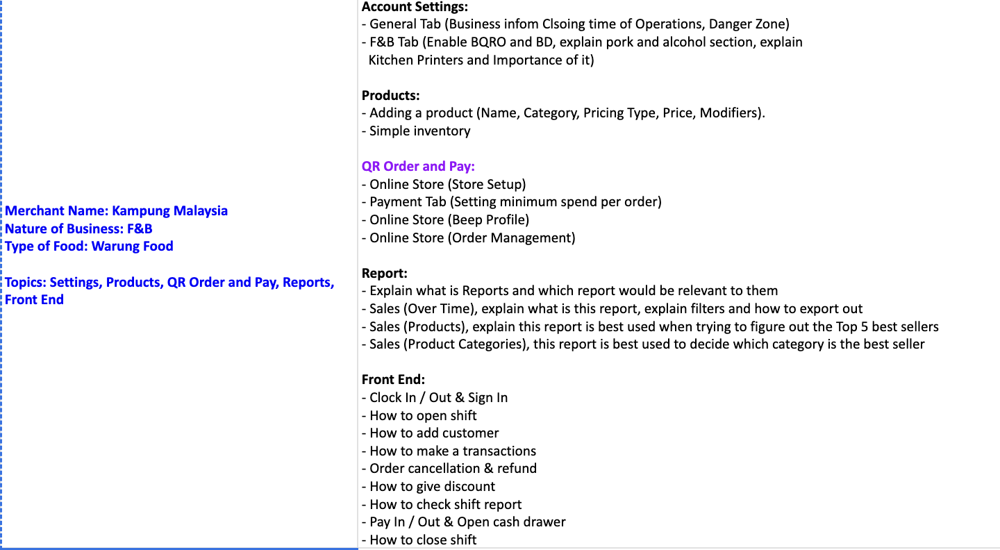 Merchant Name: Kampung Malaysia
Nature of Business: F&B
Type of Food: Warung Food
Topics: Settings, Products, QR Order and Pay, Reports,
Front End
Account Settings:
- General Tab (Business infom Clsoing time of Operations, Danger Zone)
- F&B Tab (Enable BQRO and BD, explain pork and alcohol section, explain
Kitchen Printers and Importance of it)
Products:
- Adding a product (Name, Category, Pricing Type, Price, Modifiers).
- Simple inventory
QR Order and Pay:
- Online Store (Store Setup)
- Payment Tab (Setting minimum spend per order)
- Online Store (Beep Profile)
- Online Store (Order Management)
Report:
- Explain what is Reports and which report would be relevant to them
- Sales (Over Time), explain what is this report, explain filters and how to export out
- Sales (Products), explain this report is best used when trying to figure out the Top 5 best sellers
- Sales (Product Categories), this report is best used to decide which category is the best seller
Front End:
- Clock In / Out & Sign In
- How to open shift
- How to add customer
- How to make a transactions
- Order cancellation & refund
- How to give discount
- How to check shift report
- Pay In / Out & Open cash drawer
- How to close shift